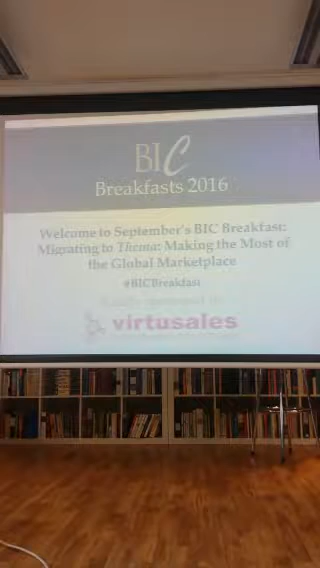 BIC
Breakfasts 2016
Welcome to September's BIC Breakfast:
Migrating to Thema: Making the Most of
the Global Marketplace
#BICBreakfast
virtusales